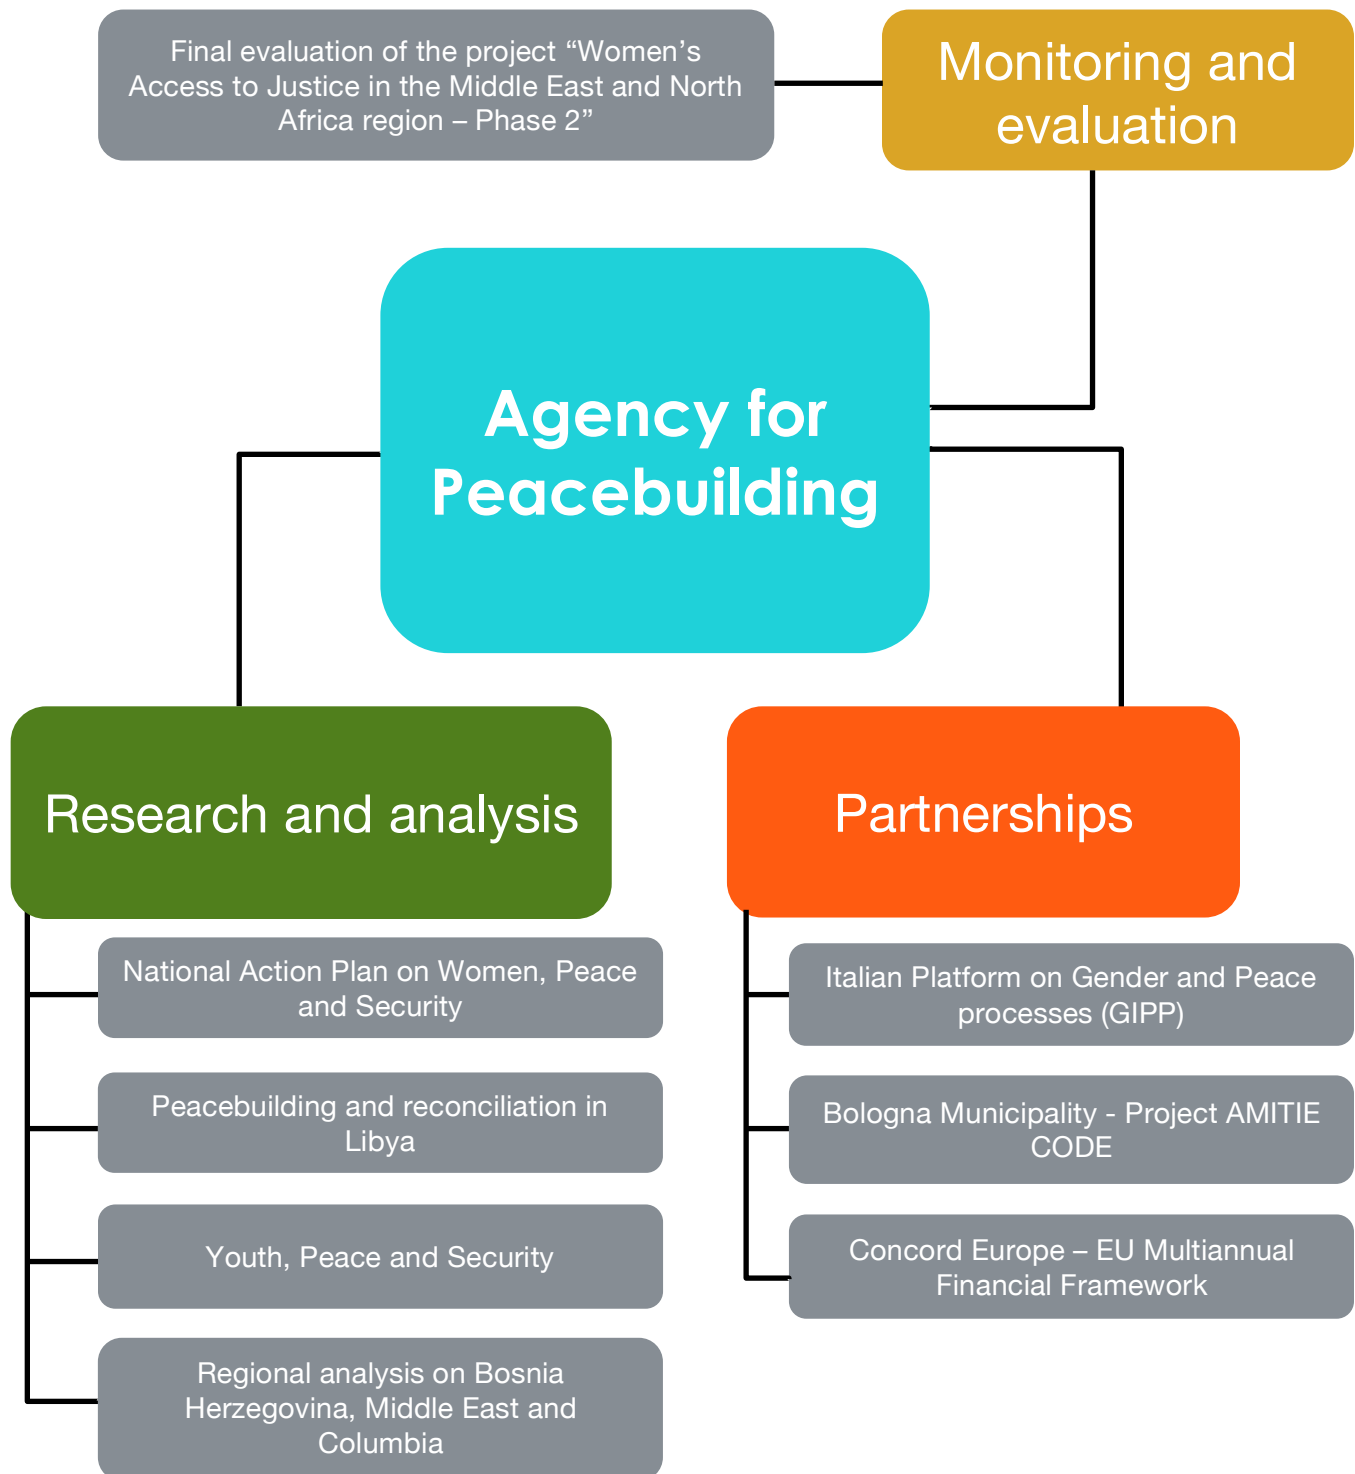 Final evaluation of the project “Women’s
Access to Justice in the Middle East and North
Africa region – Phase 2”
Monitoring and
evaluation
Agency for
Peacebuilding
Research and analysis
National Action Plan on Women, Peace
and Security
Peacebuilding and reconciliation in
Libya
Youth, Peace and Security
Regional analysis on Bosnia
Herzegovina, Middle East and
Columbia
Partnerships
Italian Platform on Gender and Peace
processes (GIPP)
Bologna Municipality - Project AMITIE
CODE
Concord Europe – EU Multiannual
Financial Framework